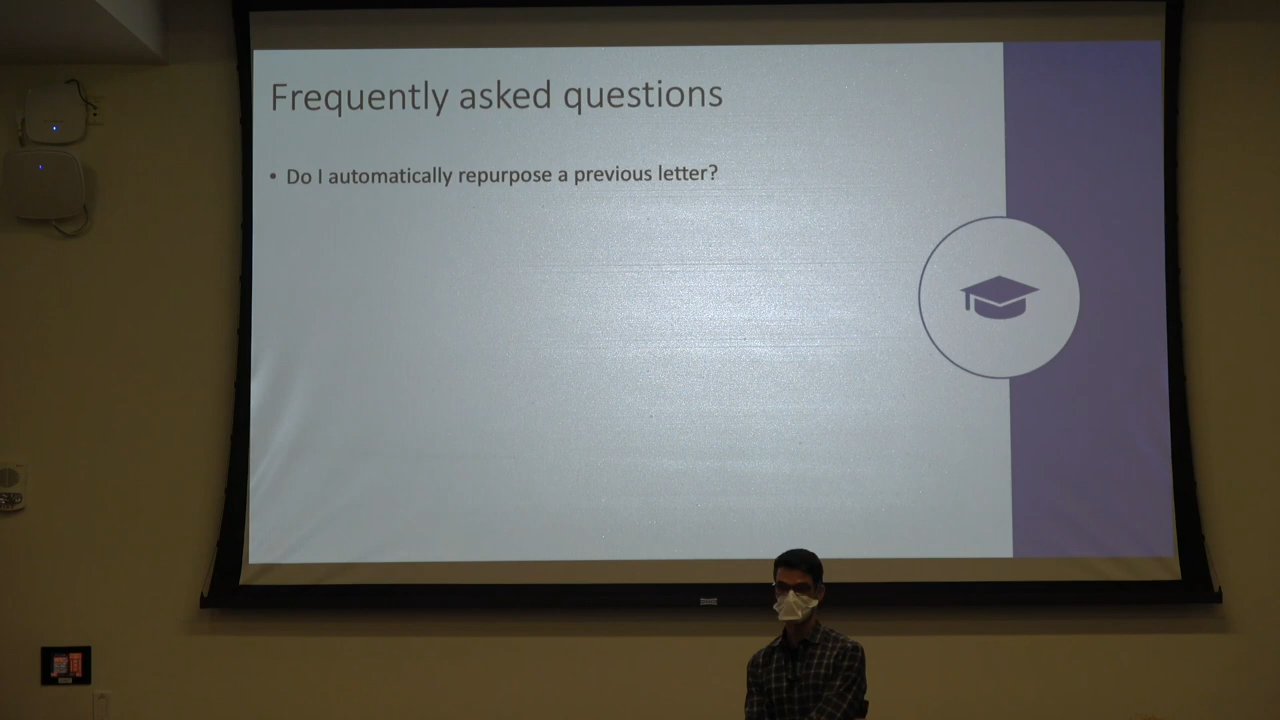 Frequently asked questions
• Do I automatically repurpose a previous letter?